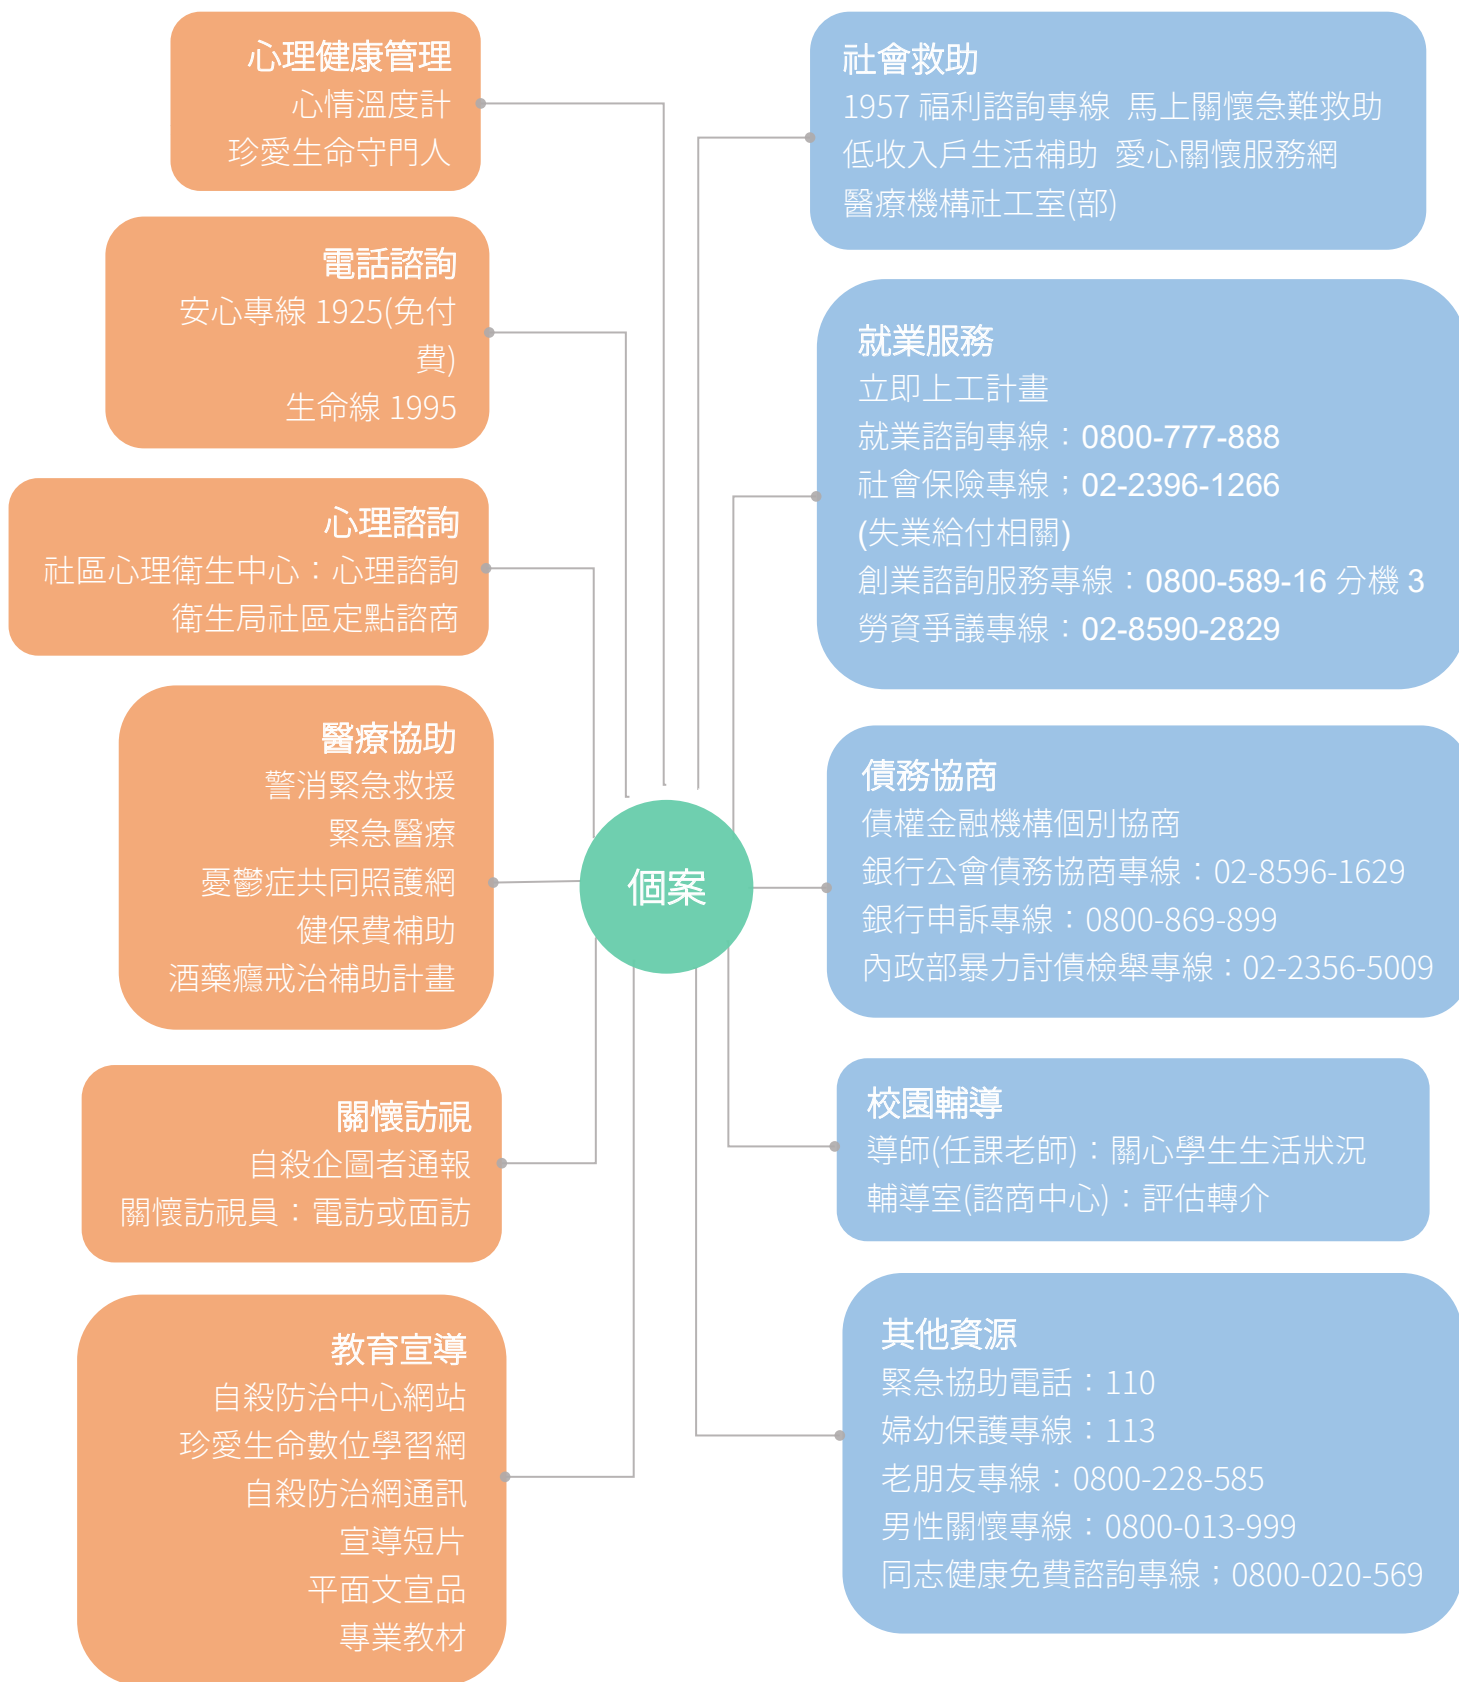 心理健康管理
心情溫度計
珍愛生命守門人
電話諮詢
安心專線 1925(免付
費)
生命線 1995
心理諮詢
社區心理衛生中心：心理諮詢
衛生局社區定點諮商
醫療協助
警消緊急救援
緊急醫療
憂鬱症共同照護網
健保費補助
酒藥癮戒治補助計畫
關懷訪視
自殺企圖者通報
關懷訪視員：電訪或面訪
教育宣導
自殺防治中心網站
珍愛生命數位學習網
自殺防治網通訊
宣導短片
平面文宣品
專業教材
個案
社會救助
1957 福利諮詢專線 馬上關懷急難救助
低收入戶生活補助 愛心關懷服務網
醫療機構社工室(部)
就業服務
立即上工計畫
就業諮詢專線：0800-777-888
社會保險專線；02-2396-1266
(失業給付相關)
創業諮詢服務專線：0800-589-16 分機 3
勞資爭議專線：02-8590-2829
債務協商
債權金融機構個別協商
銀行公會債務協商專線：02-8596-1629
銀行申訴專線：0800-869-899
內政部暴力討債檢舉專線：02-2356-5009
校園輔導
導師(任課老師)：關心學生生活狀況
輔導室(諮商中心)：評估轉介
其他資源
緊急協助電話：110
婦幼保護專線：113
老朋友專線：0800-228-585
男性關懷專線：0800-013-999
同志健康免費諮詢專線；0800-020-569